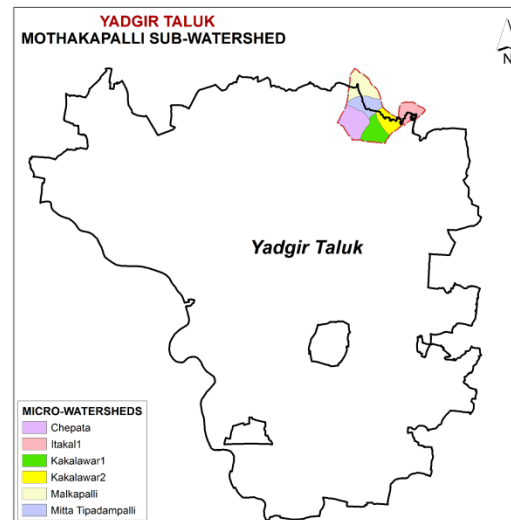 YADGIR TALUK
MOTHAKAPALLI SUB-WATERSHED
N
Yadgir Taluk
MICRO-WATERSHEDS
Chepata
Itakal1
Kakalawar1
Kakalawar2
Malkapalli
Mitta Tipadampalli